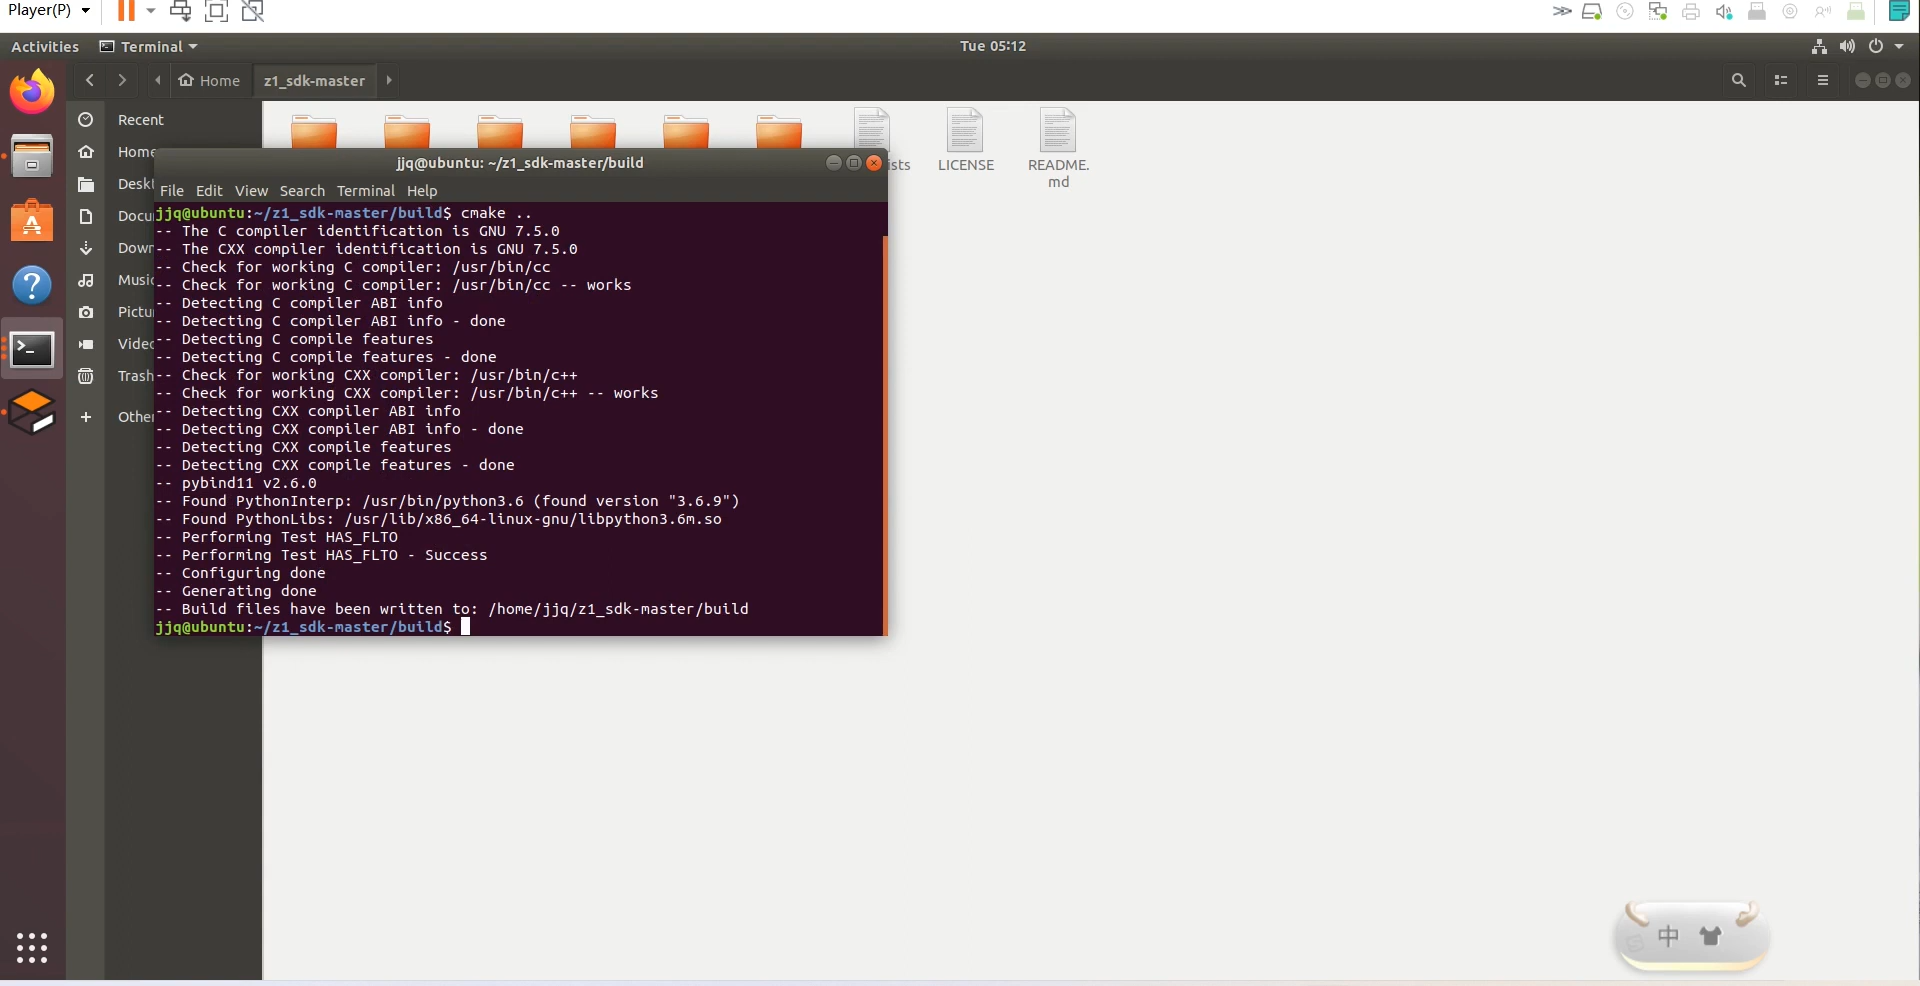 Player(P)
Activities Terminal Tue 05:12
Home z1_sdk-master
Recent
Home
Music
Trash
LICENSE README.
md
jjq@ubuntu: ~/z1_sdk-master/build
File Edit View Search Terminal Help
jjq@ubuntu:~/z1_sdk-master/build$ cmake ..
-- The C compiler identification is GNU 7.5.0
-- The CXX compiler identification is GNU 7.5.0
-- Check for working C compiler: /usr/bin/cc
-- Check for working C compiler: /usr/bin/cc -- works
-- Detecting C compiler ABI info
-- Detecting C compiler ABI info - done
-- Detecting C compile features
-- Detecting C compile features - done
-- Check for working CXX compiler: /usr/bin/c++
-- Check for working CXX compiler: /usr/bin/c++ -- works
-- Detecting CXX compiler ABI info
-- Detecting CXX compiler ABI info - done
-- Detecting CXX compile features
-- Detecting CXX compile features - done
-- pybind11 v2.6.0
-- Found PythonInterp: /usr/bin/python3.6 (found version "3.6.9")
-- Found PythonLibs: /usr/lib/x86_64-linux-gnu/libpython3.6m.so
-- Performing Test HAS_FLTO
-- Performing Test HAS_FLTO - Success
-- Configuring done
-- Generating done
-- Build files have been written to: /home/jjq/z1_sdk-master/build
jjq@ubuntu:~/z1_sdk-master/build$
中